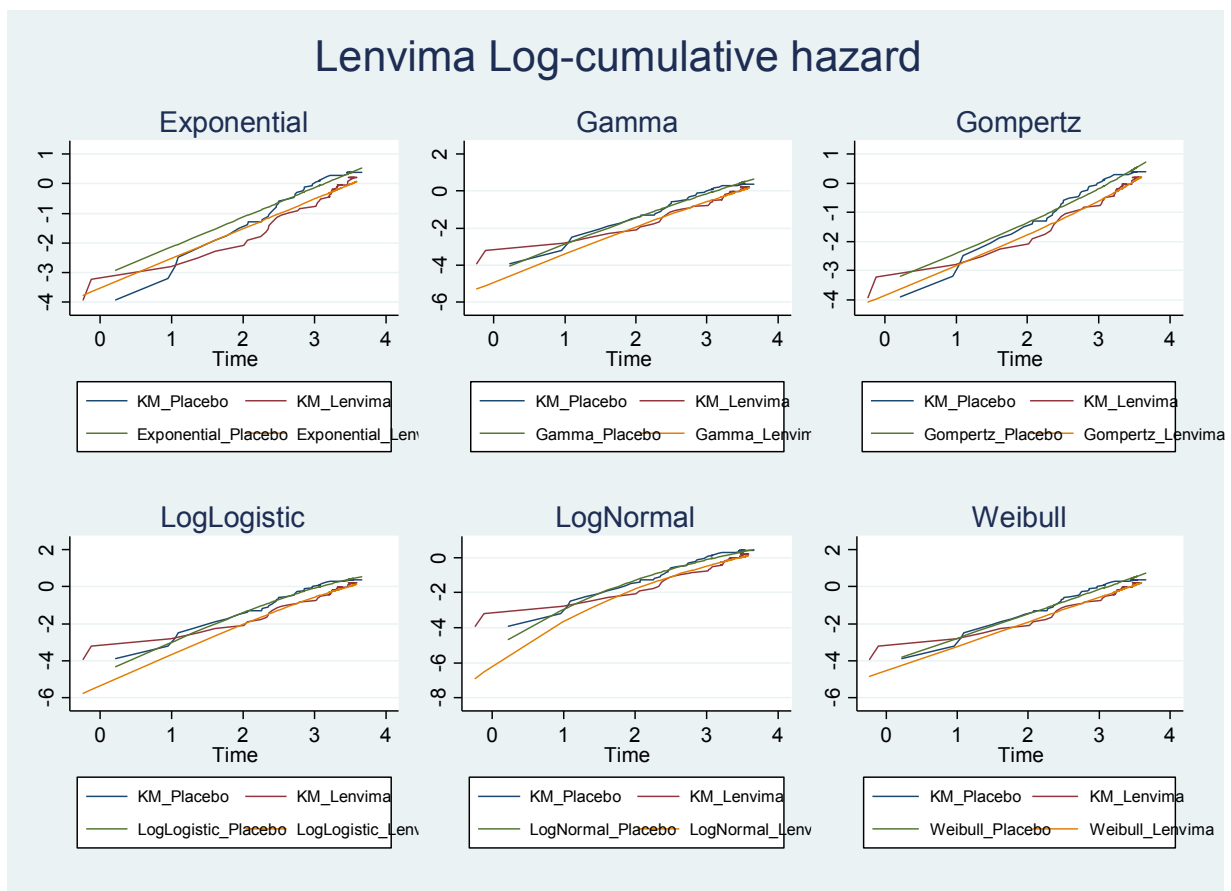 Lenvima Log-cumulative hazard
Exponential
1
0
-1
-2
-3
-4
0 1 2 3 4
Time
KM_Placebo KM_Lenvima
Exponential_Placebo Exponential_Lenv
Gamma
2
0
-2
-4
-6
0 1 2 3 4
Time
KM_Placebo KM_Lenvima
Gamma_Placebo Gamma_Lenvim
Gompertz
1
0
-1
-2
-3
-4
0 1 2 3 4
Time
KM_Placebo KM_Lenvima
Gompertz_Placebo Gompertz_Lenvima
LogLogistic
2
0
-2
-4
-6
0 1 2 3 4
Time
KM_Placebo KM_Lenvima
LogLogistic_Placebo LogLogistic_Lenv
LogNormal
0
-2
-4
-6
-8
0 1 2 3 4
Time
KM_Placebo KM_Lenvima
LogNormal_Placebo LogNormal_Lenv
Weibull
2
0
-2
-4
-6
0 1 2 3 4
Time
KM_Placebo KM_Lenvima
Weibull_Placebo Weibull_Lenvima